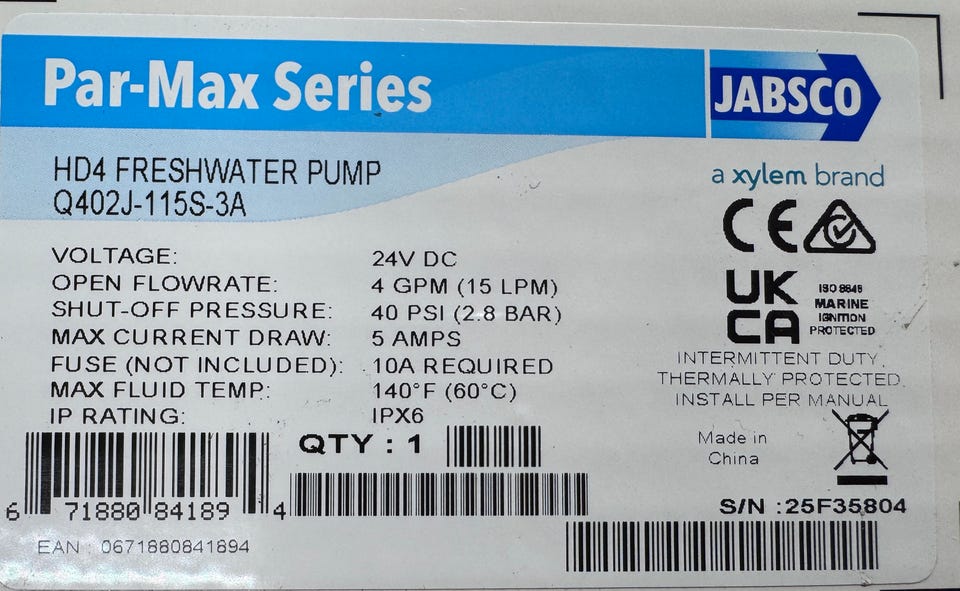 Par-Max Series
JABSCO
a xylem brand
HD4 FRESHWATER PUMP
Q402J-115S-3A
VOLTAGE: 24V DC
OPEN FLOWRATE: 4 GPM (15 LPM)
SHUT-OFF PRESSURE: 40 PSI (2.8 BAR)
MAX CURRENT DRAW: 5 AMPS
FUSE (NOT INCLUDED): 10A REQUIRED
MAX FLUID TEMP: 140°F (60°C)
IP RATING: IPX6
CE
UK
CA
ISO 8846
MARINE
IGNITION
PROTECTED
INTERMITTENT DUTY,
THERMALLY PROTECTED.
INSTALL PER MANUAL
QTY : 1
Made in
China
6 71880 84189 4
S/N :25F35804
EAN : 0671880841894